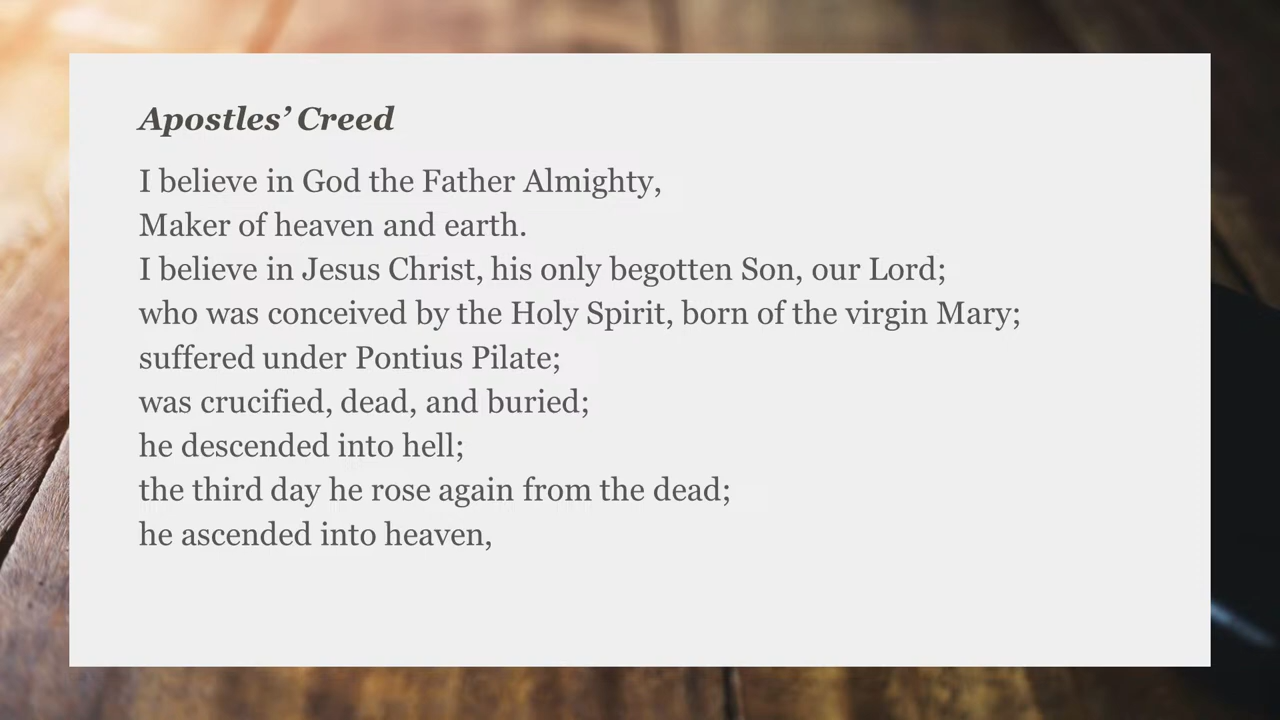 Apostles’ Creed
I believe in God the Father Almighty,
Maker of heaven and earth.
I believe in Jesus Christ, his only begotten Son, our Lord;
who was conceived by the Holy Spirit, born of the virgin Mary;
suffered under Pontius Pilate;
was crucified, dead, and buried;
he descended into hell;
the third day he rose again from the dead;
he ascended into heaven,